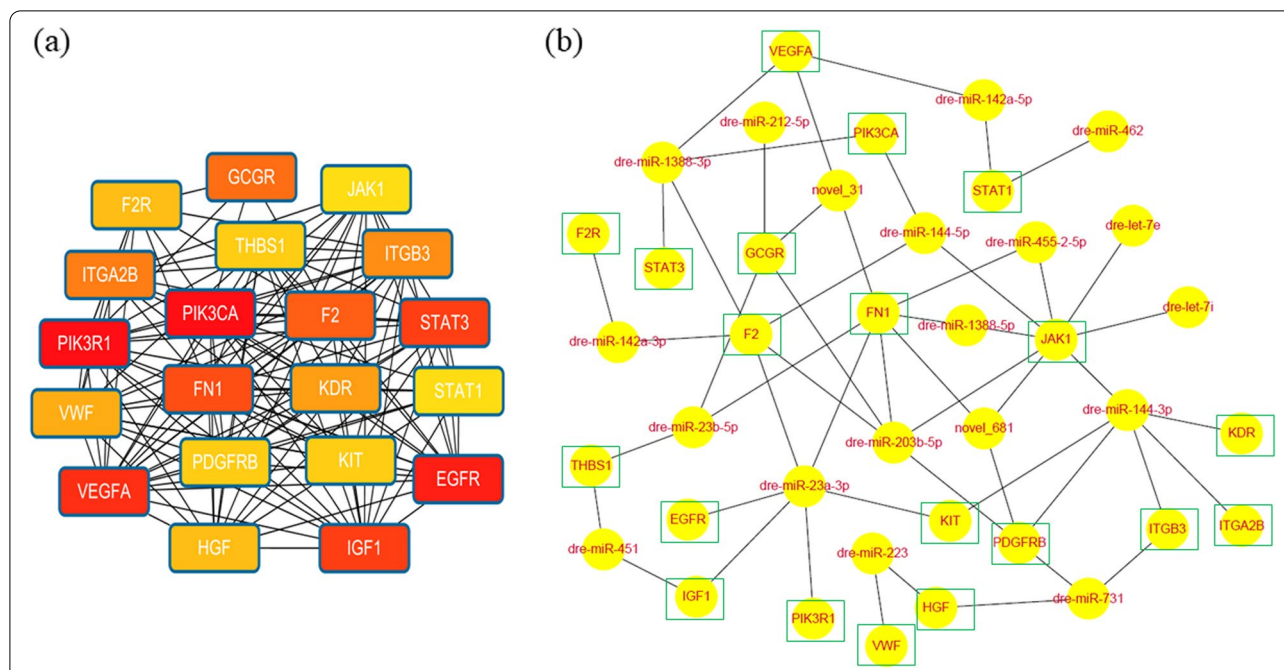 (a)
GCGR
JAK1
F2R
THBS1
ITGB3
ITGA2B
PIK3CA
F2
STAT3
PIK3R1
FN1
KDR
STAT1
VWF
PDGFRB
KIT
EGFR
VEGFA
HGF
IGF1
(b)
VEGFA
dre-miR-142a-5p
dre-miR-212-5p
PIK3CA
dre-miR-462
dre-miR-1388-3p
novel_31
STAT1
F2R
dre-miR-144-5p
dre-miR-455-2-5p
dre-let-7e
GCGR
STAT3
dre-let-7i
FN1
dre-miR-1388-5p
F2
JAK1
dre-miR-142a-3p
dre-miR-144-3p
dre-miR-23b-5p
dre-miR-203b-5p
novel_681
KDR
THBS1
dre-miR-23a-3p
EGFR
KIT
PDGFRB
ITGB3
ITGA2B
dre-miR-451
dre-miR-223
IGF1
PIK3R1
HGF
dre-miR-731
VWF